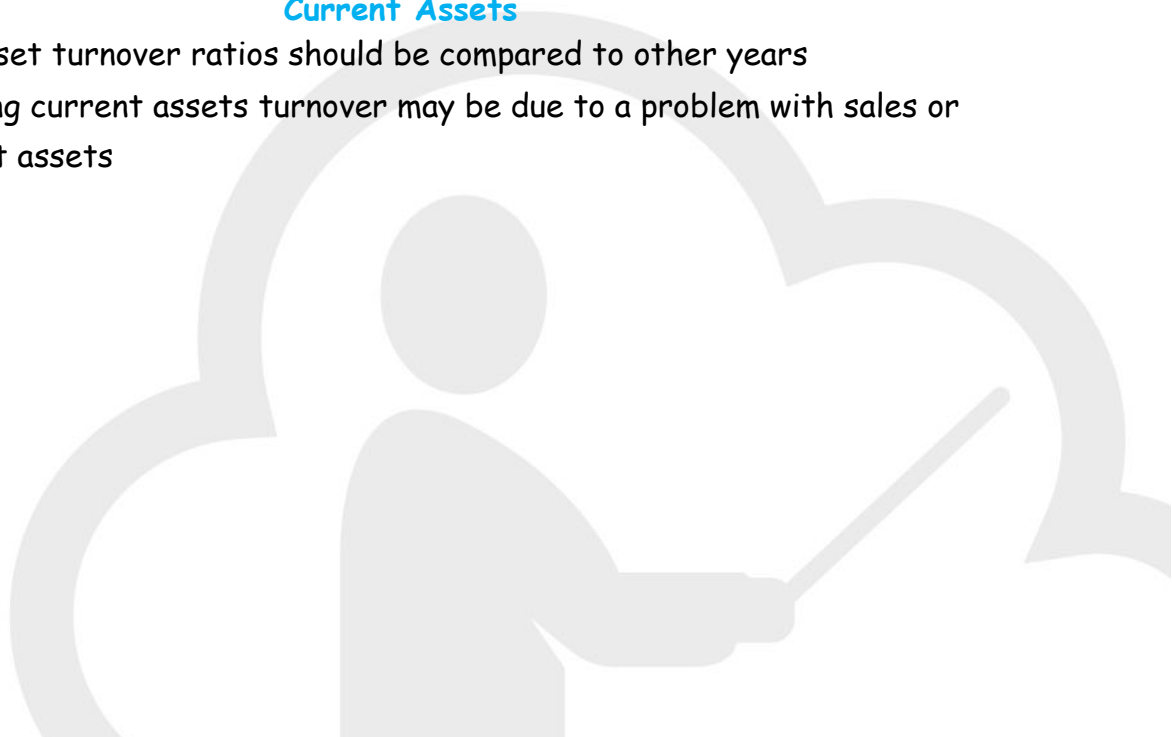 Current Assets
set turnover ratios should be compared to other years
ng current assets turnover may be due to a problem with sales or
t assets